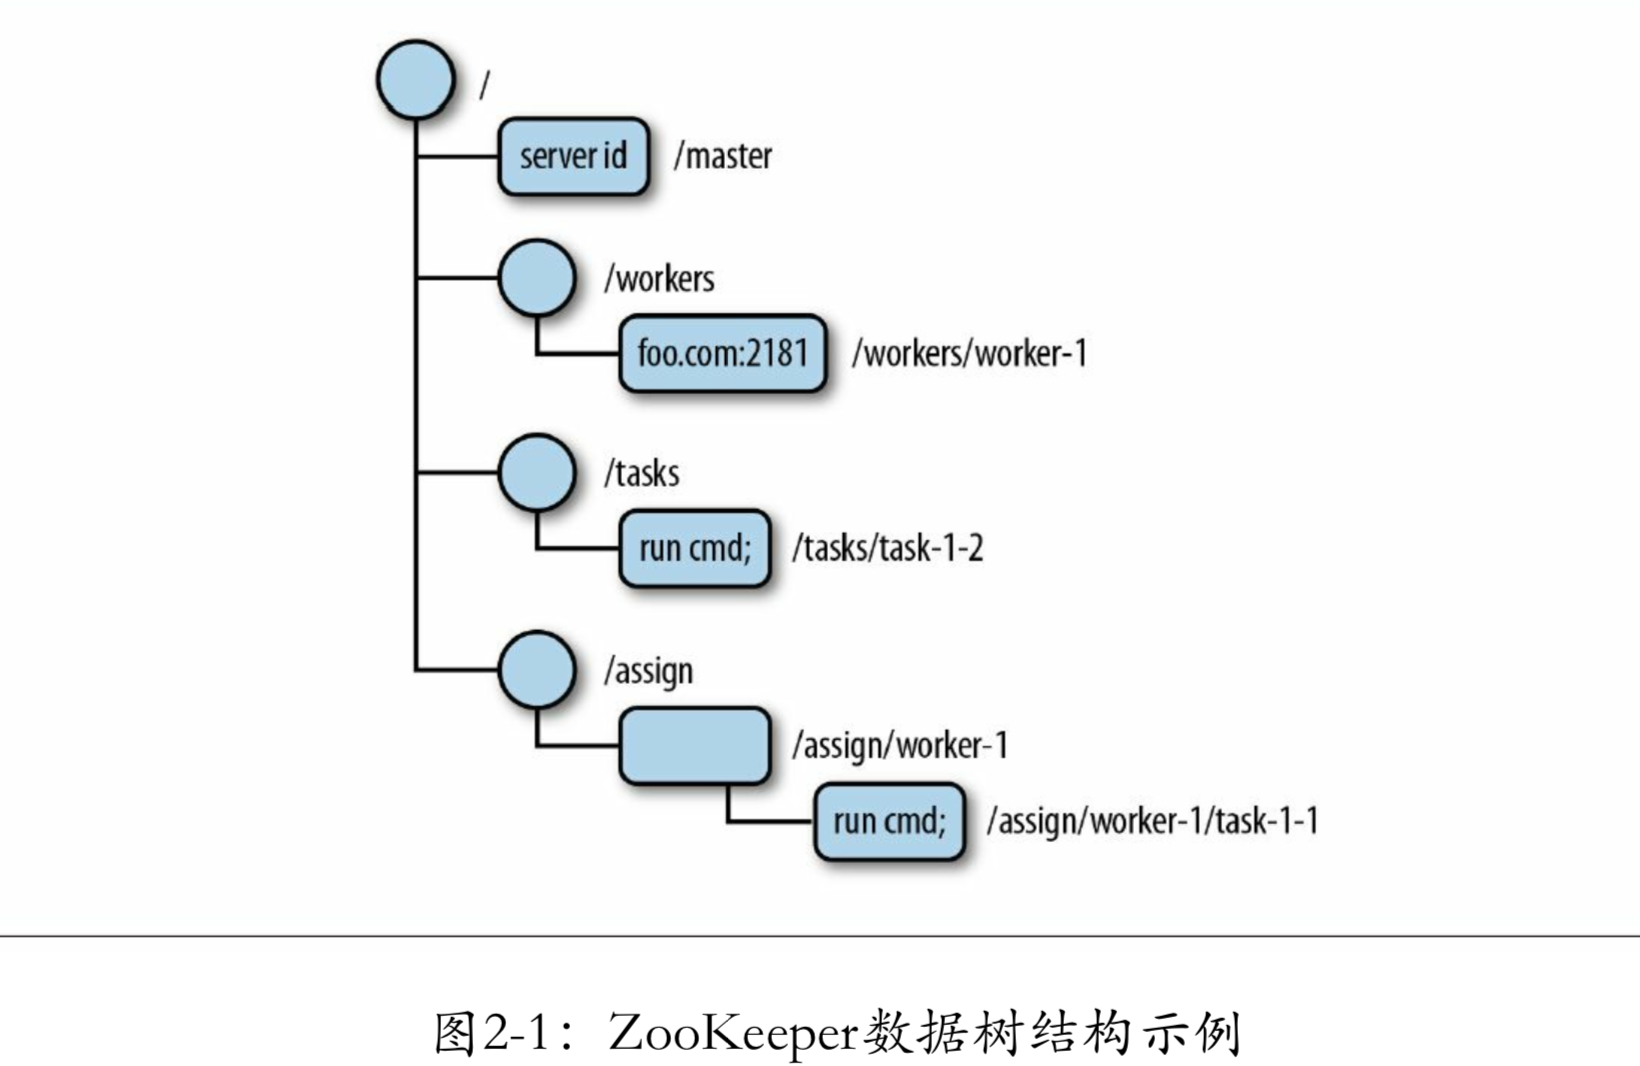 /
server id /master
/workers
foo.com:2181 /workers/worker-1
/tasks
run cmd; /tasks/task-1-2
/assign
/assign/worker-1
run cmd; /assign/worker-1/task-1-1
图2-1：ZooKeeper数据树结构示例